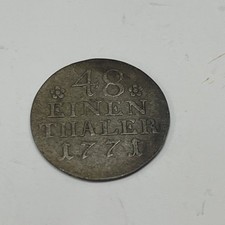 48
EINEN
THALER
1771